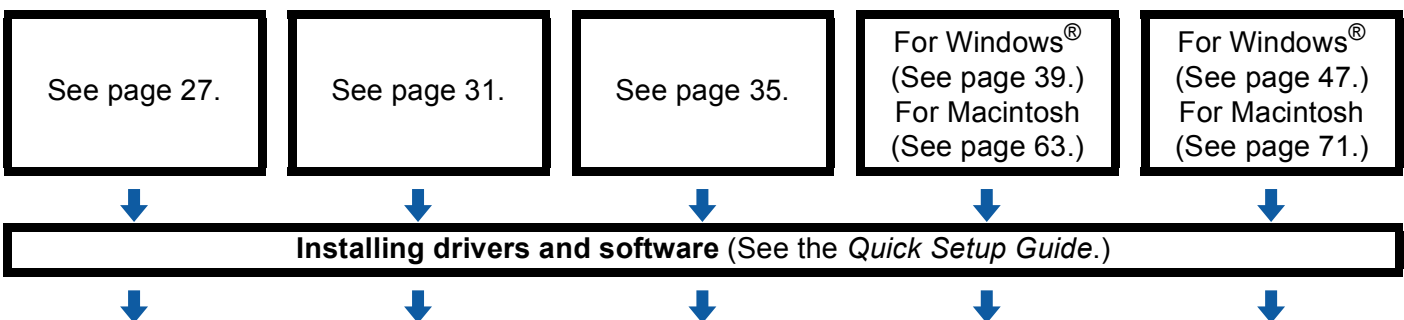 See page 27.
See page 31.
See page 35.
For Windows®
(See page 39.)
For Macintosh
(See page 63.)
For Windows®
(See page 47.)
For Macintosh
(See page 71.)
Installing drivers and software (See the Quick Setup Guide.)